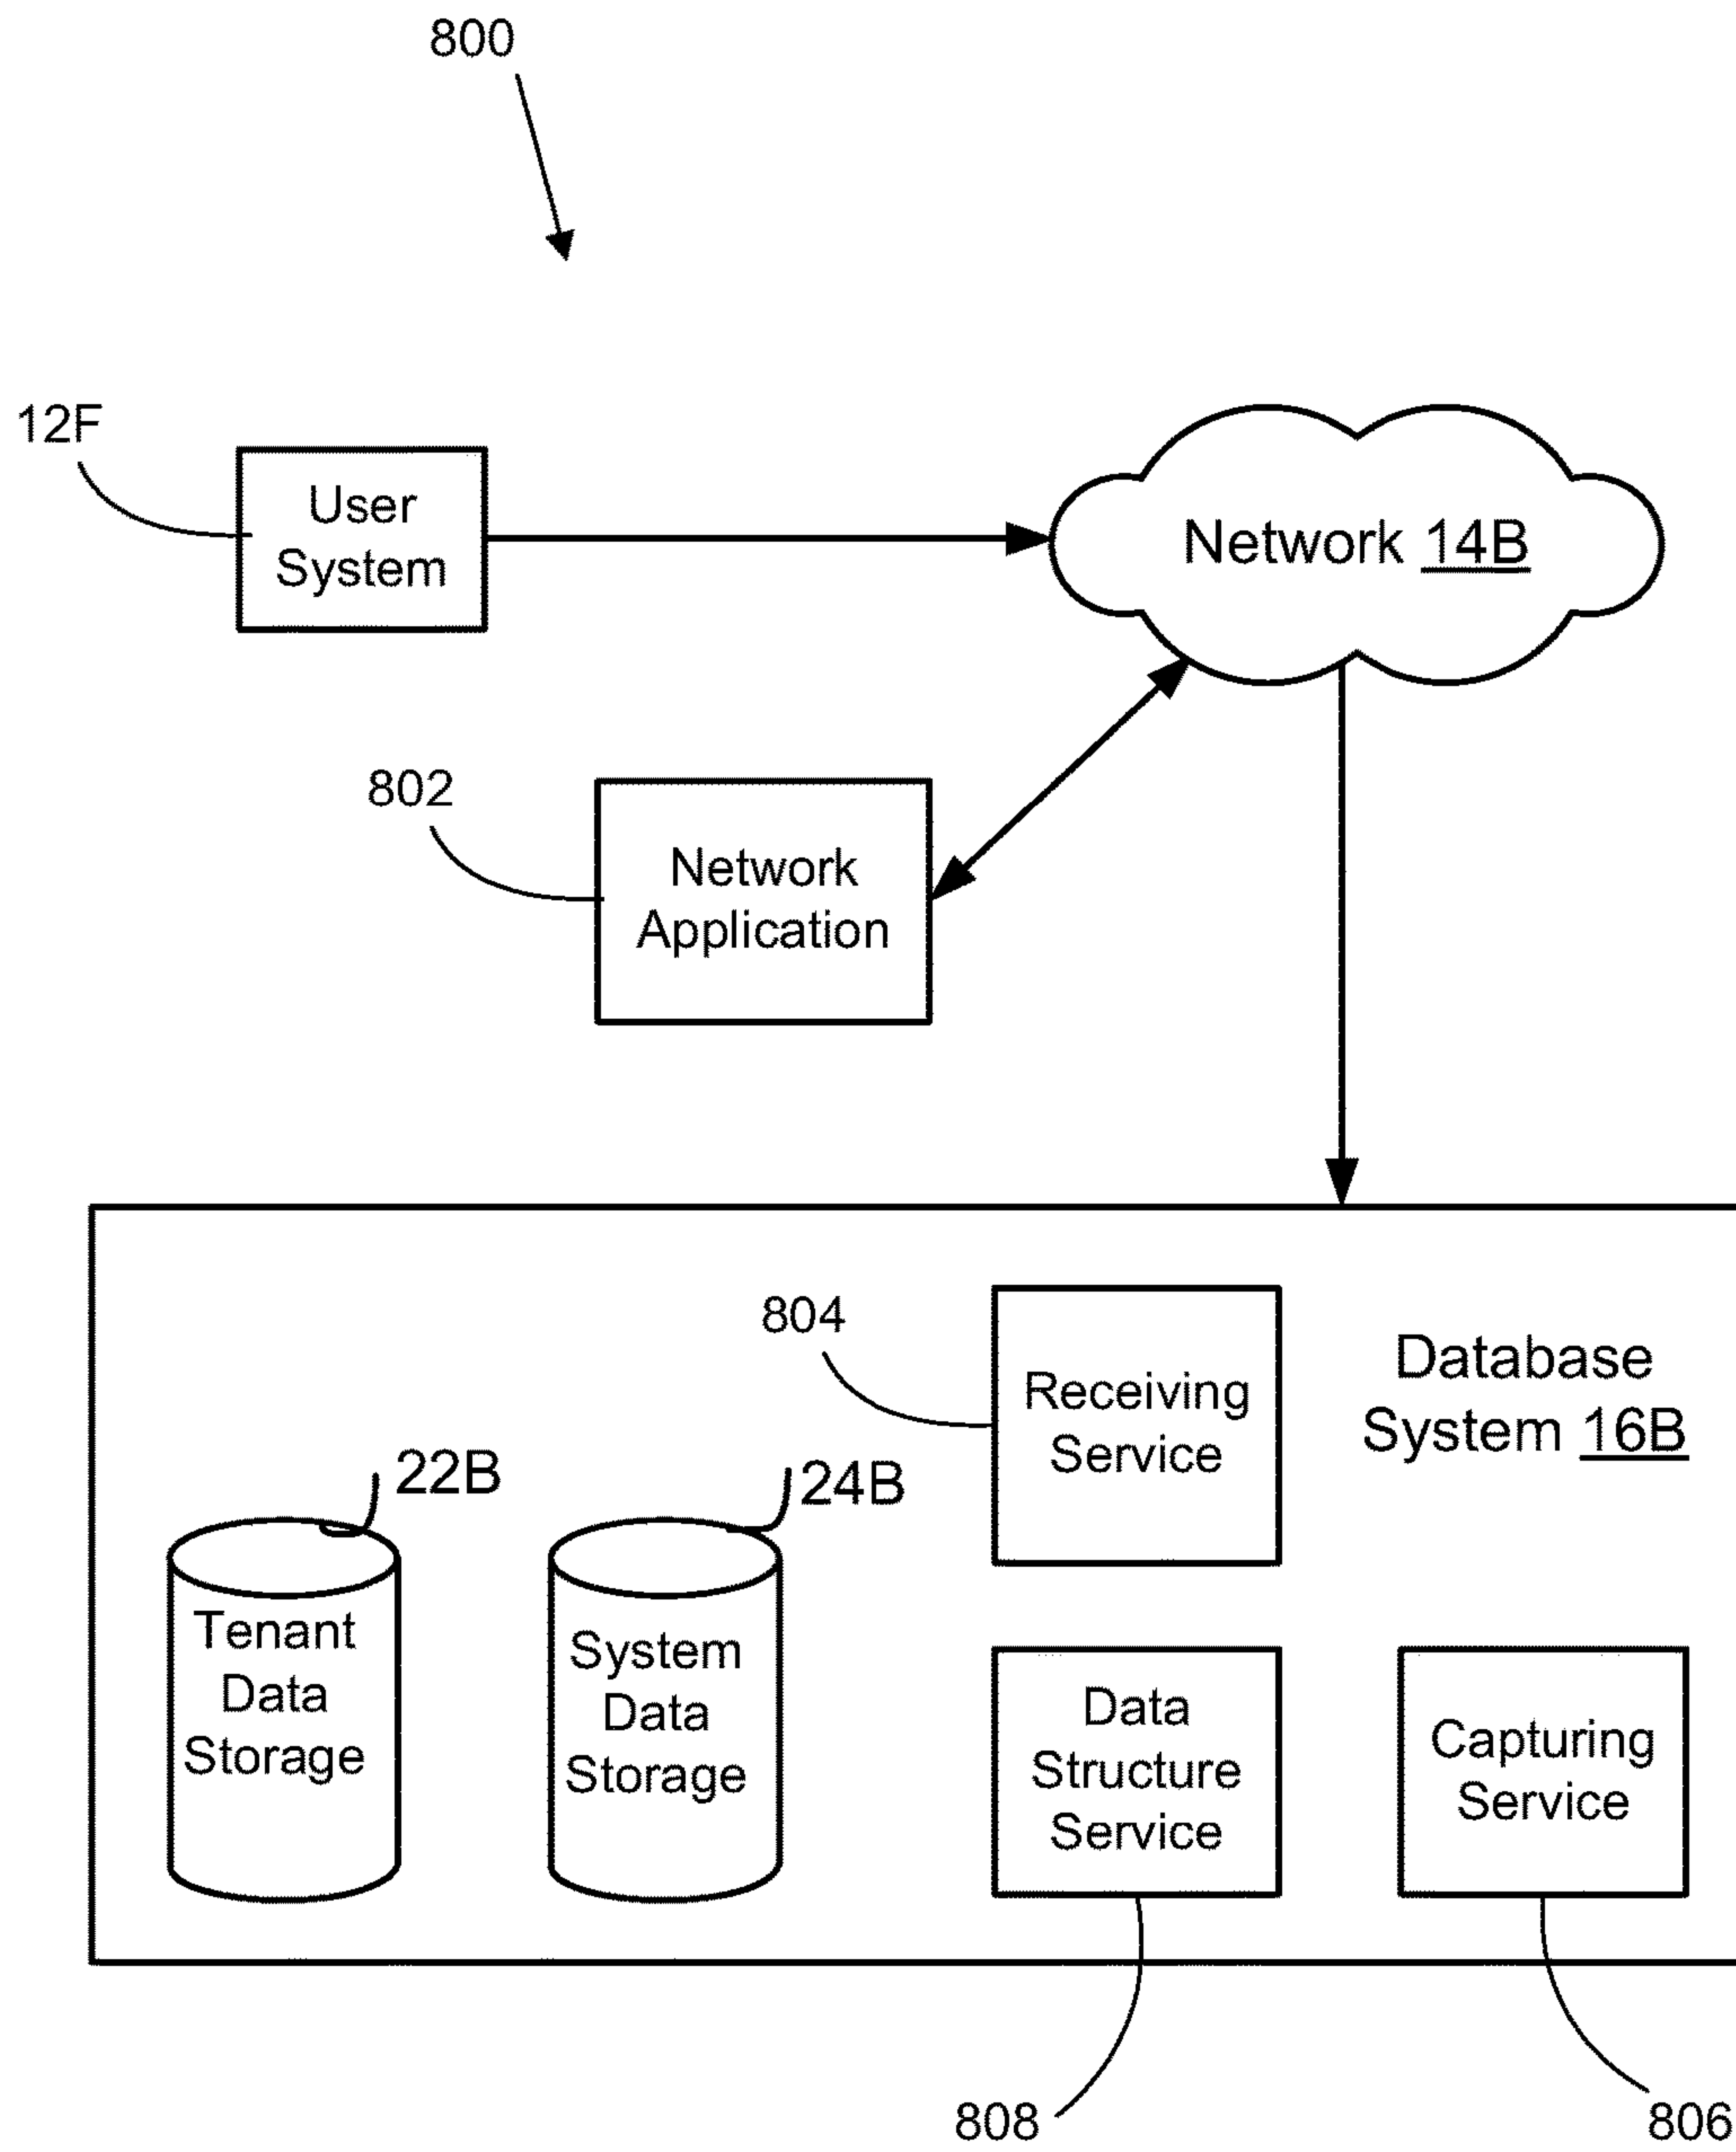 800
12F
User
System
Network 14B
802
Network
Application
804
Receiving
Service
Database
System 16B
22B
24B
Tenant
Data
Storage
System
Data
Storage
Data
Structure
Service
Capturing
Service
808
806